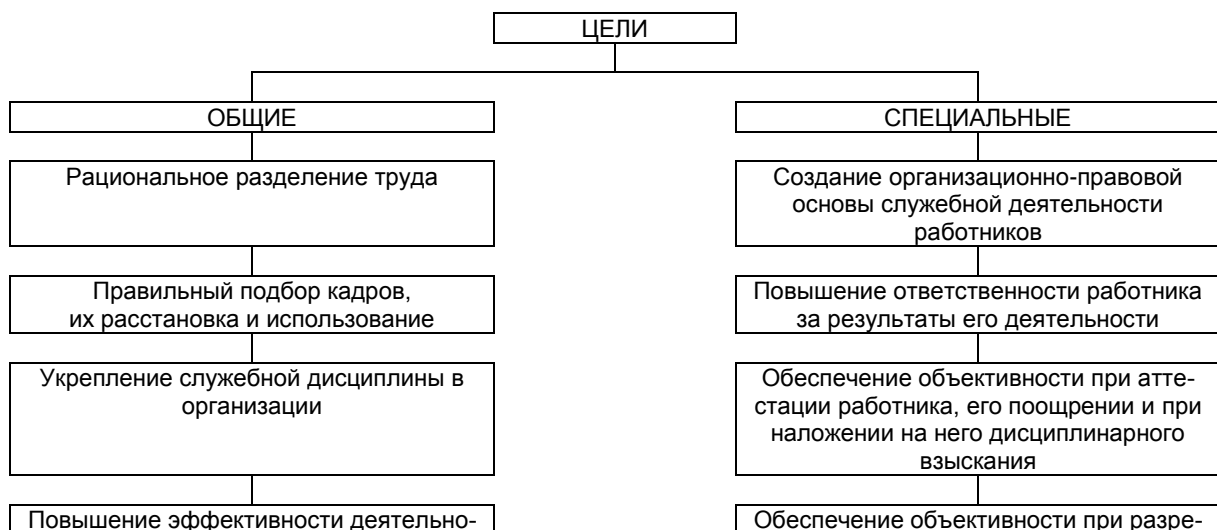 ЦЕЛИ
ОБЩИЕ
Рациональное разделение труда
Правильный подбор кадров,
их расстановка и использование
Укрепление служебной дисциплины в
организации
Повышение эффективности деятельно-
СПЕЦИАЛЬНЫЕ
Создание организационно-правовой
основы служебной деятельности
работников
Повышение ответственности работника
за результаты его деятельности
Обеспечение объективности при атте-
стации работника, его поощрении и при
наложении на него дисциплинарного
взыскания
Обеспечение объективности при разре-